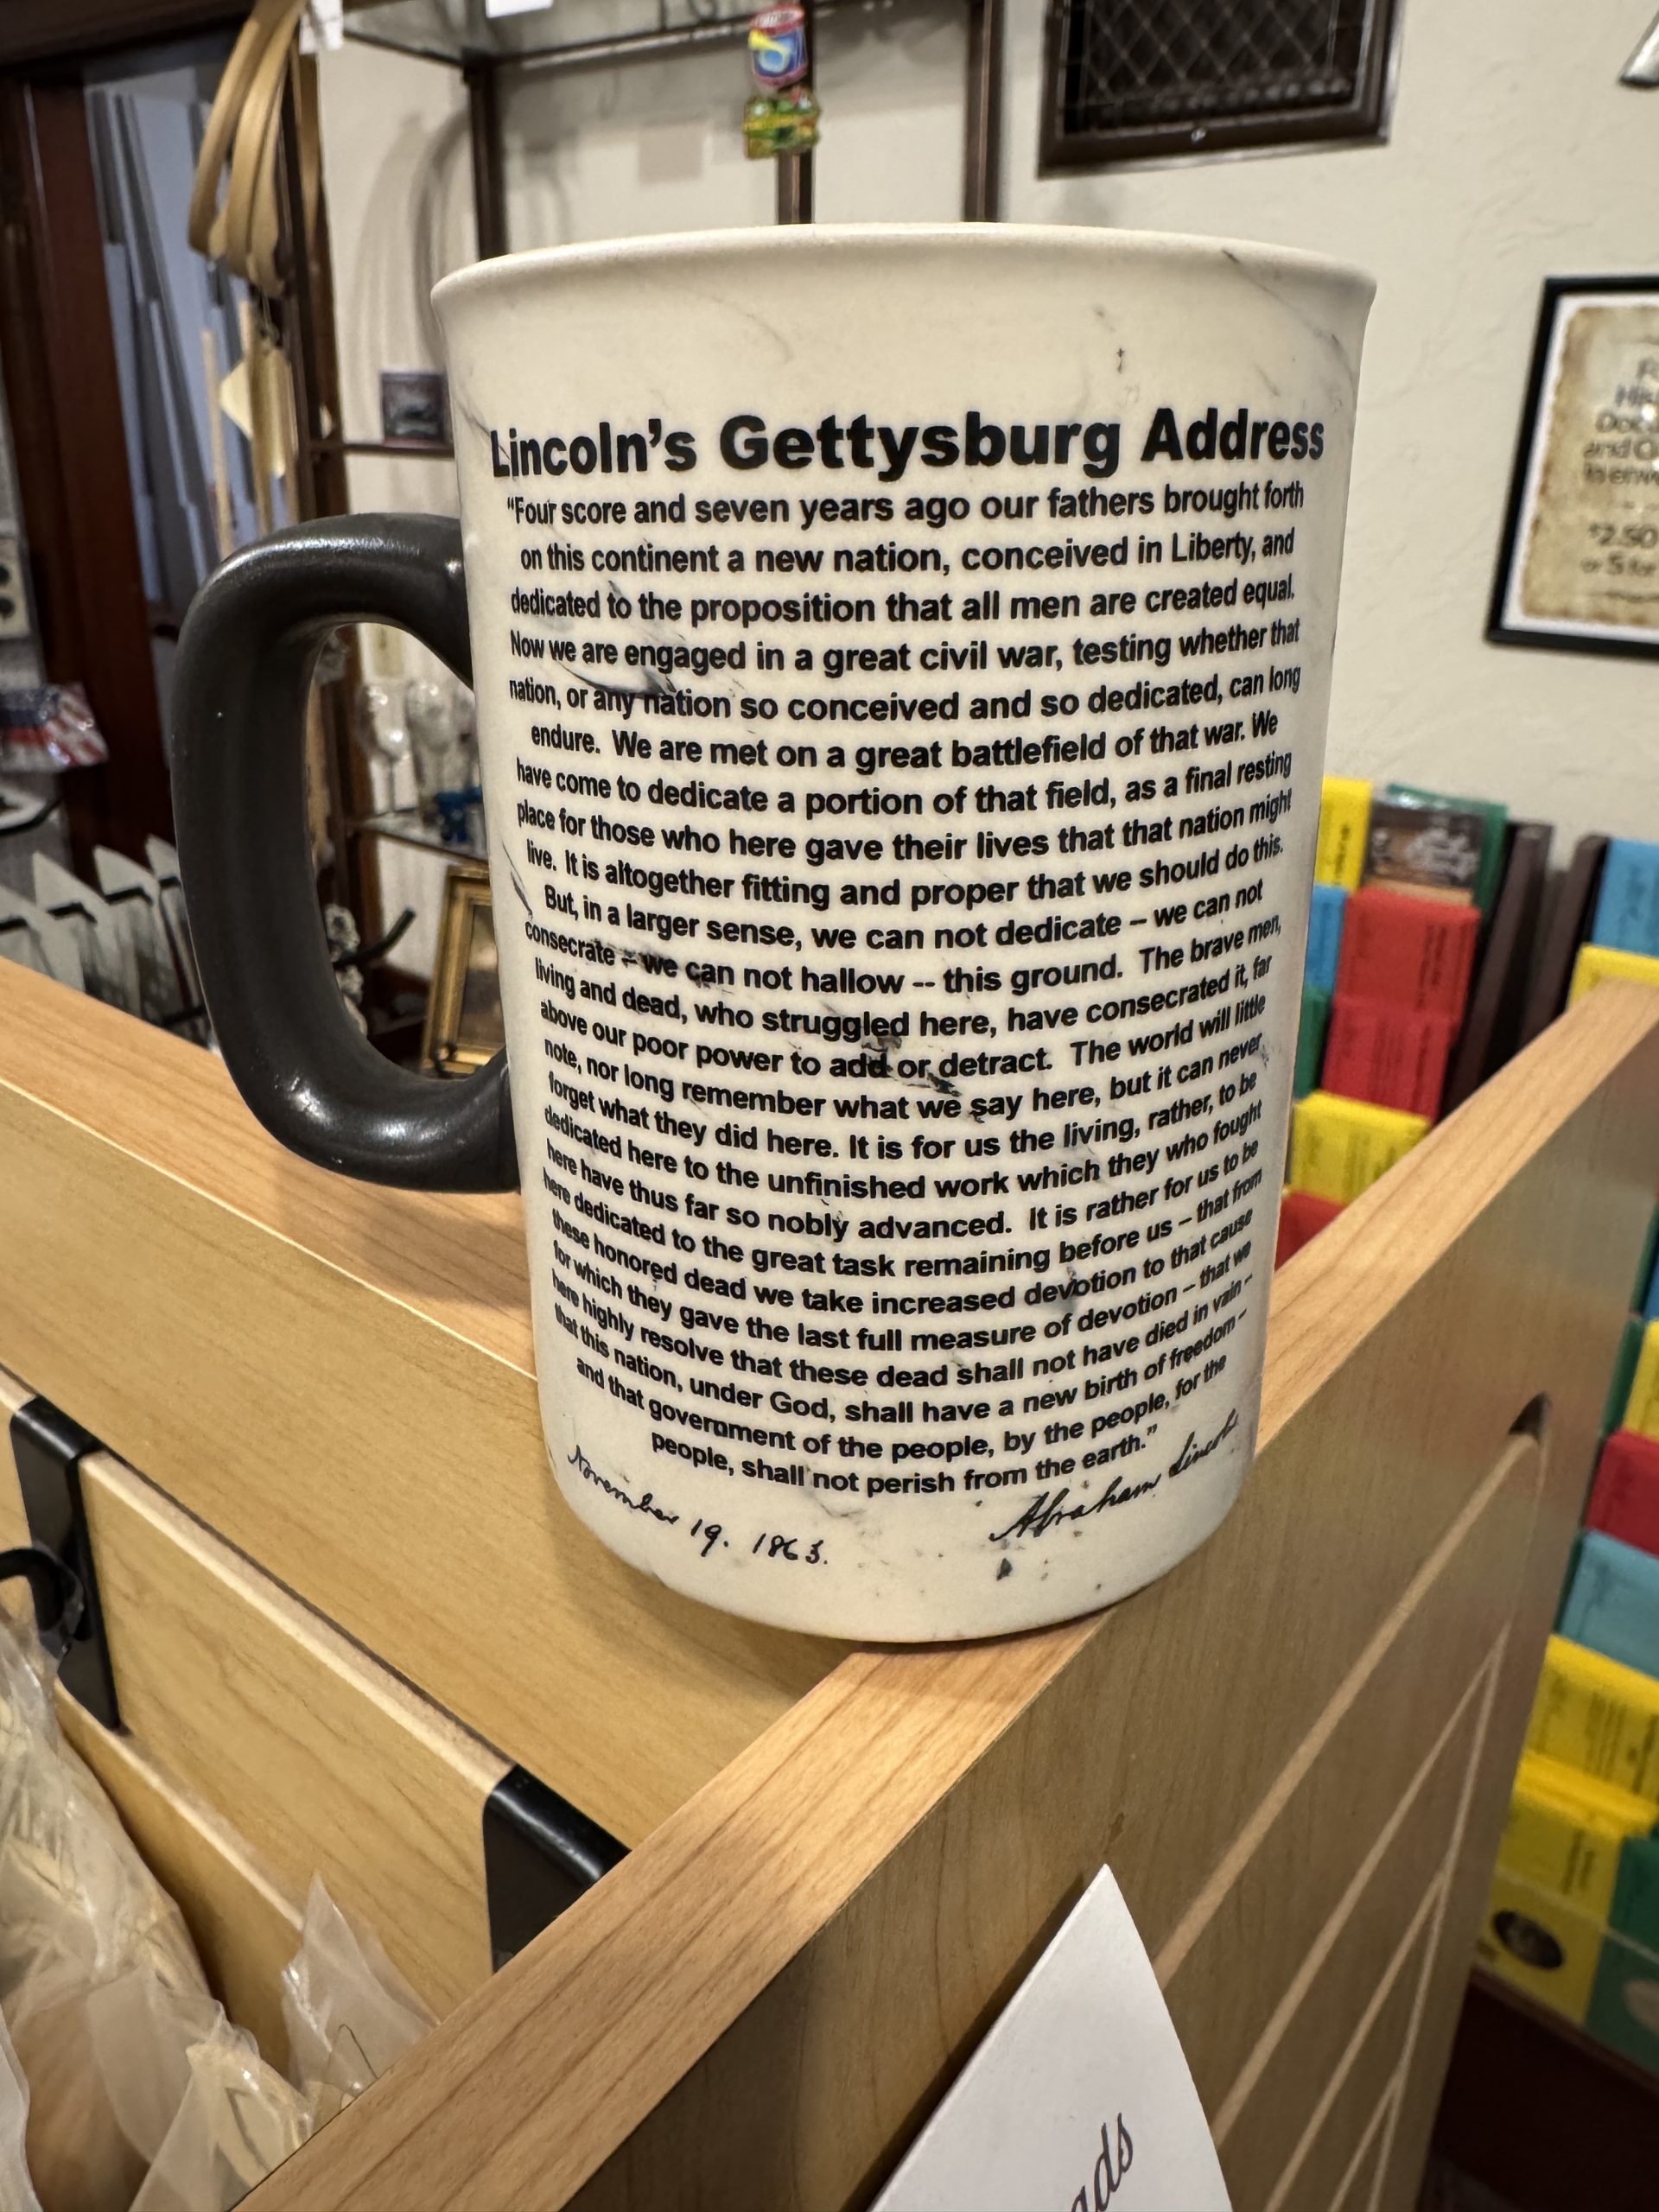 Lincoln's Gettysburg Address
"Four score and seven years ago our fathers brought forth
on this continent a new nation, conceived in Liberty, and
dedicated to the proposition that all men are created equal.
Now we are engaged in a great civil war, testing whether that
nation, or any nation so conceived and so dedicated, can long
endure. We are met on a great battlefield of that war. We
have come to dedicate a portion of that field, as a final resting
place for those who here gave their lives that that nation might
live. It is altogether fitting and proper that we should do this.
But, in a larger sense, we can not dedicate – we can not
consecrate – we can not hallow -- this ground. The brave men,
living and dead, who struggled here, have consecrated it, far
above our poor power to add or detract. The world will little
note, nor long remember what we say here, but it can never
forget what they did here. It is for us the living, rather, to be
dedicated here to the unfinished work which they who fought
here have thus far so nobly advanced. It is rather for us to be
here dedicated to the great task remaining before us – that from
these honored dead we take increased devotion to that cause
for which they gave the last full measure of devotion – that we
here highly resolve that these dead shall not have died in vain –
that this nation, under God, shall have a new birth of freedom –
and that government of the people, by the people, for the
people, shall not perish from the earth."
November 19. 1863.
Abraham Lincoln
$2.50
or 5 for
ads